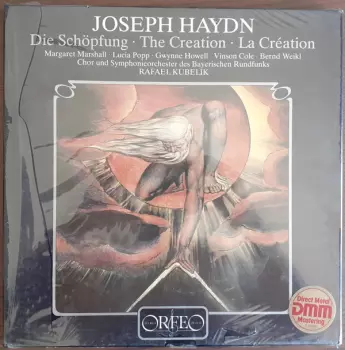 JOSEPH HAYDN
Die Schöpfung · The Creation · La Création
Margaret Marshall · Lucia Popp · Gwynne Howell · Vinson Cole · Bernd Weikl
Chor und Symphonieorchester des Bayerischen Rundfunks
RAFAEL KUBELIK
ORFEO
Direct Metal
DMM
Mastering